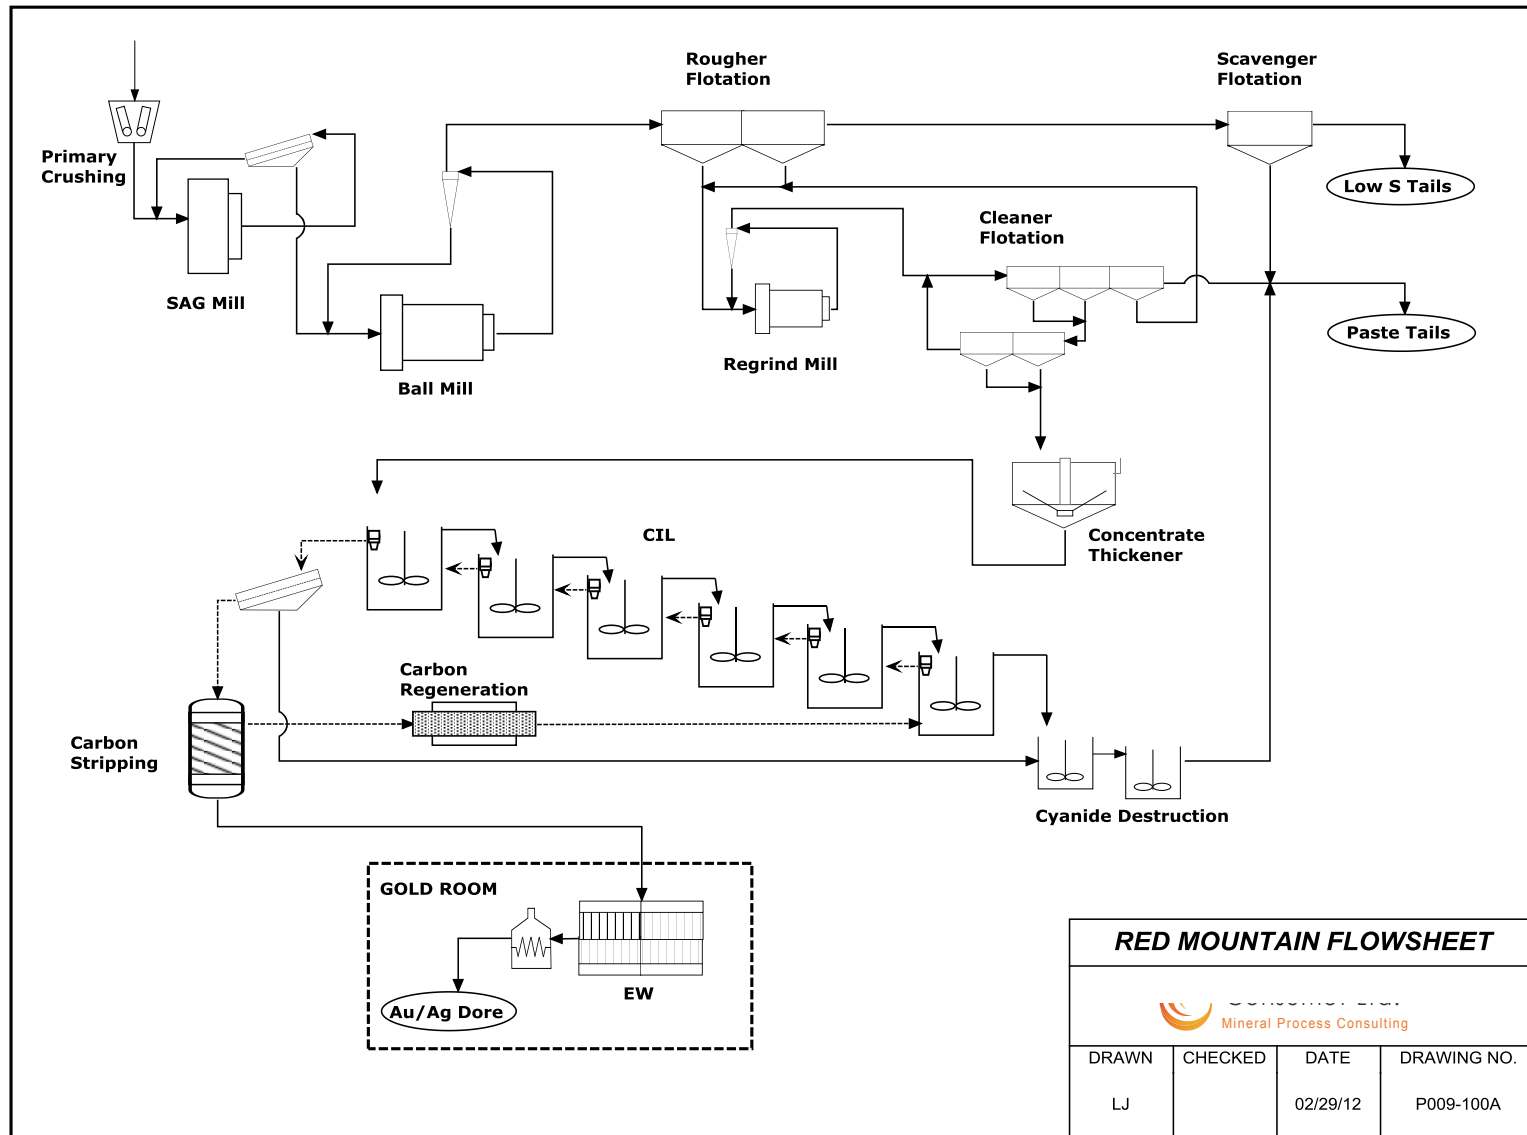 Rougher
Flotation
Scavenger
Flotation
Primary
Crushing
Low S Tails
Cleaner
Flotation
SAG Mill
Paste Tails
Regrind Mill
Ball Mill
CIL
Concentrate
Thickener
Carbon
Regeneration
Carbon
Stripping
Cyanide Destruction
GOLD ROOM
EW
Au/Ag Dore
RED MOUNTAIN FLOWSHEET
Mineral Process Consulting
DRAWN CHECKED DATE DRAWING NO.
LJ 02/29/12 P009-100A